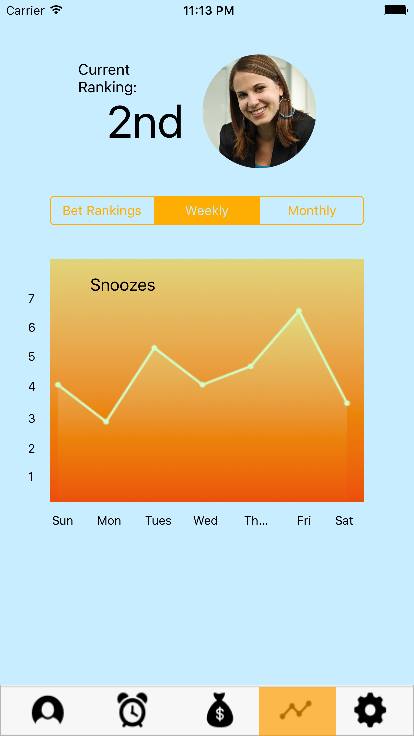 Carrier 11:13 PM
Current
Ranking:
2nd
Bet Rankings Weekly Monthly
Snoozes
7
6
5
4
3
2
1
Sun Mon Tues Wed Th... Fri Sat
$